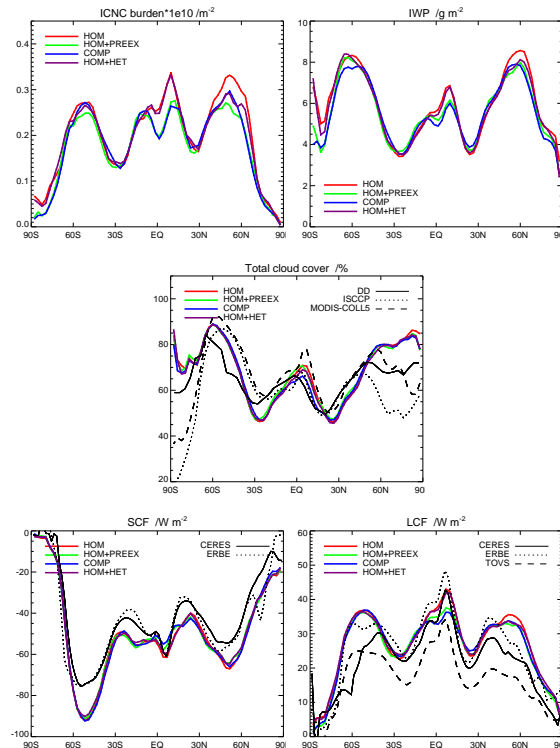 ICNC burden*1e10 /m⁻²
HOM
HOM+PREEX
COMP
HOM+HET
0.4
0.3
0.2
0.1
0.0
90S 60S 30S EQ 30N 60N 90N
IWP / g m⁻²
10
8
6
4
2
0
HOM
HOM+PREEX
COMP
HOM+HET
90S 60S 30S EQ 30N 60N 90
Total cloud cover /%
HOM
HOM+PREEX
COMP
HOM+HET
DD
ISCCP
MODIS-COLL5
100
80
60
40
20
90S 60S 30S EQ 30N 60N 90
SCF /W m⁻²
HOM
HOM+PREEX
COMP
HOM+HET
CERES
ERBE
0
-20
-40
-60
-80
-100
90S 60S 30S EQ 30N 60N 90N
LCF /W m⁻²
HOM
HOM+PREEX
COMP
HOM+HET
CERES
ERBE
TOVS
60
50
40
30
20
10
0
90S 60S 30S EQ 30N 60N 90